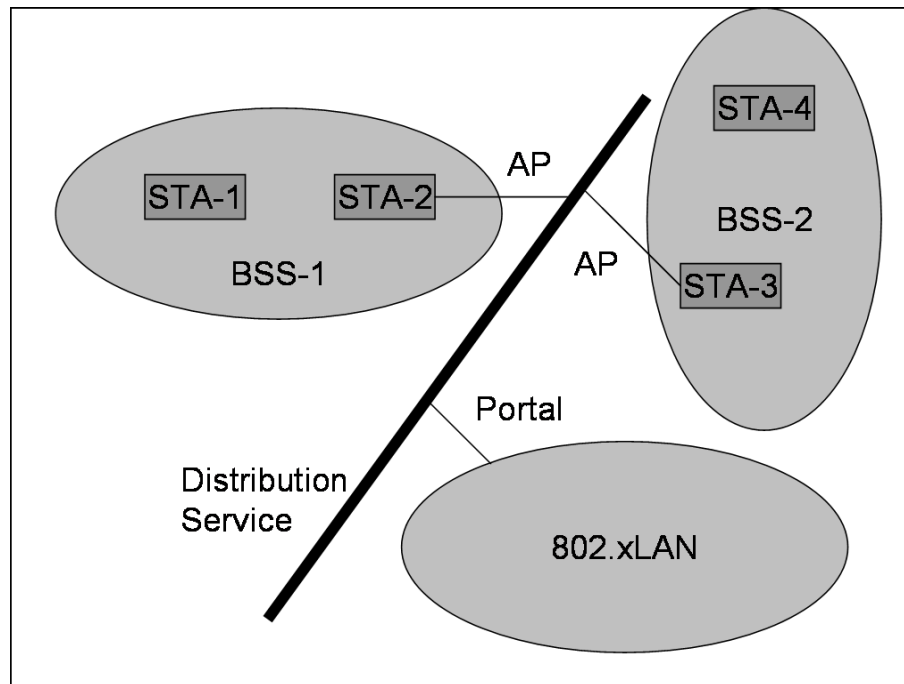 STA-4
AP
STA-1
STA-2
BSS-2
BSS-1
AP
STA-3
Portal
Distribution
Service
802.xLAN